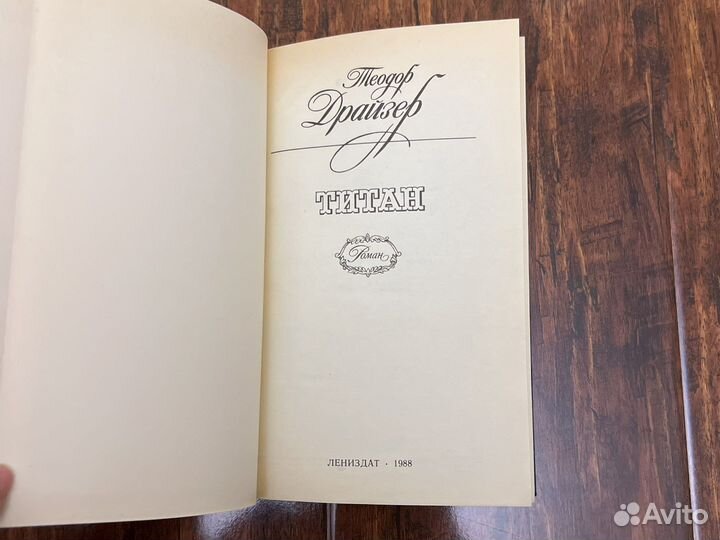 Теодор
Драйзер
ТИТАН
Роман
ЛЕНИЗДАТ · 1988
Avito